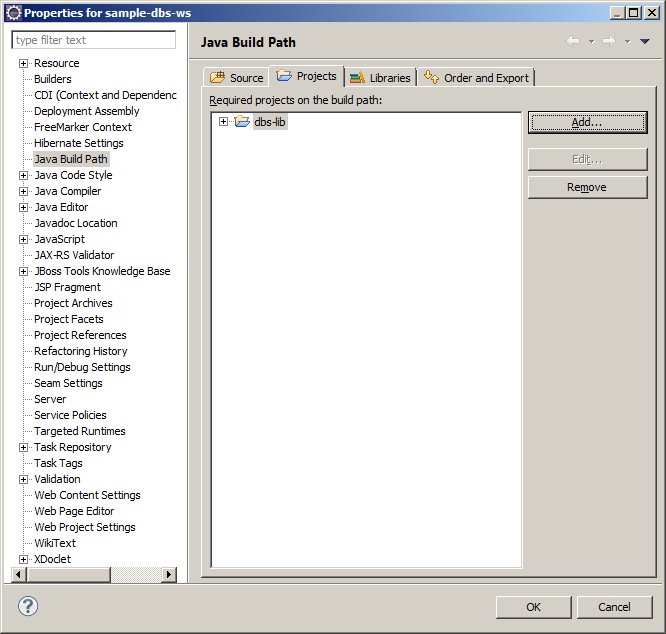 Properties for sample-dbs-ws
type filter text
Resource
Builders
CDI (Context and Dependenc
Deployment Assembly
FreeMarker Context
Hibernate Settings
Java Build Path
Java Code Style
Java Compiler
Java Editor
Javadoc Location
JavaScript
JAX-RS Validator
JBoss Tools Knowledge Base
JSP Fragment
Project Archives
Project Facets
Project References
Refactoring History
Run/Debug Settings
Seam Settings
Server
Service Policies
Targeted Runtimes
Task Repository
Task Tags
Validation
Web Content Settings
Web Page Editor
Web Project Settings
WikiText
XDoclet
Java Build Path
Source Projects Libraries Order and Export
Required projects on the build path:
dbs-lib
Add...
Edit...
Remove
?
OK Cancel